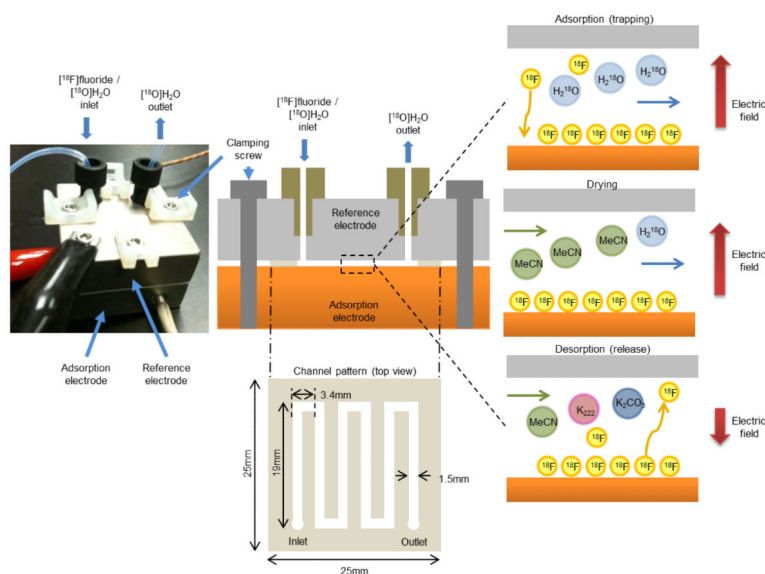 [¹⁸F]fluoride /
[¹⁸O]H₂O
inlet
[¹⁸O]H₂O
outlet
Clamping
screw
Adsorption
electrode
Reference
electrode
[¹⁸F]fluoride /
[¹⁸O]H₂O
inlet
[¹⁸O]H₂O
outlet
Reference
electrode
Adsorption
electrode
Channel pattern (top view)
3.4mm
25mm
19mm
1.5mm
Inlet
Outlet
25mm
Adsorption (trapping)
¹⁸F
¹⁸F
H₂¹⁸O
H₂¹⁸O
H₂¹⁸O
Electric
field
¹⁸F ¹⁸F ¹⁸F ¹⁸F ¹⁸F ¹⁸F
Drying
MeCN
MeCN
MeCN
H₂¹⁸O
Electric
field
¹⁸F ¹⁸F ¹⁸F ¹⁸F ¹⁸F ¹⁸F
Desorption (release)
MeCN
K₂₂₂
K₂CO₃
¹⁸F
¹⁸F
Electric
field
¹⁸F ¹⁸F ¹⁸F ¹⁸F ¹⁸F ¹⁸F